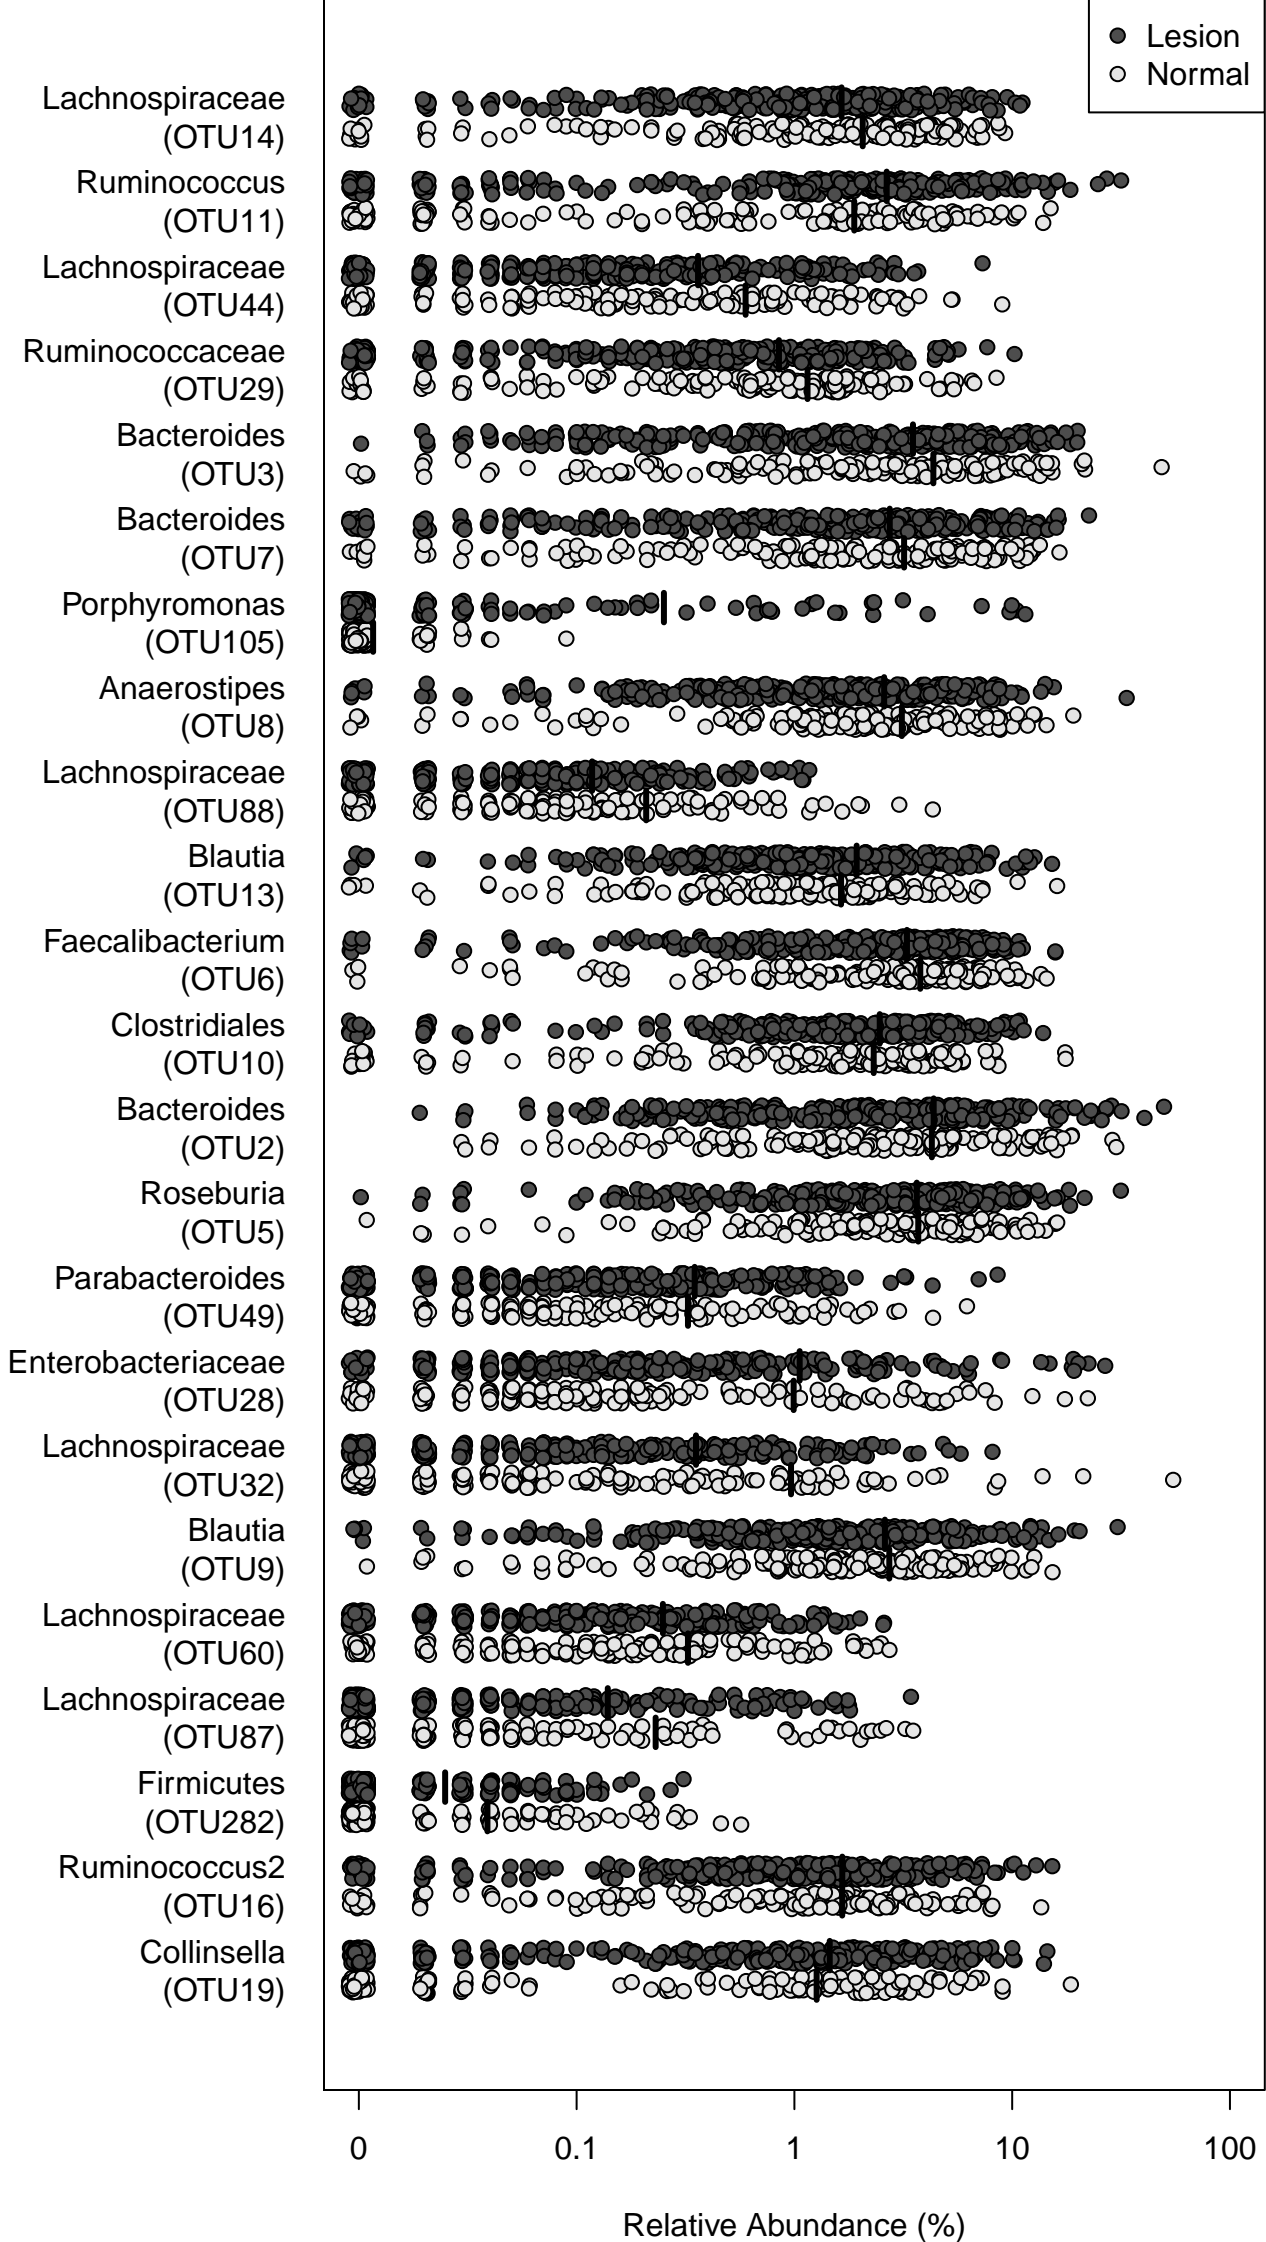 Lesion
Normal
Lachnospiraceae
(OTU14)
Ruminococcus
(OTU11)
Lachnospiraceae
(OTU44)
Ruminococcaceae
(OTU29)
Bacteroides
(OTU3)
Bacteroides
(OTU7)
Porphyromonas
(OTU105)
Anaerostipes
(OTU8)
Lachnospiraceae
(OTU88)
Blautia
(OTU13)
Faecalibacterium
(OTU6)
Clostridiales
(OTU10)
Bacteroides
(OTU2)
Roseburia
(OTU5)
Parabacteroides
(OTU49)
Enterobacteriaceae
(OTU28)
Lachnospiraceae
(OTU32)
Blautia
(OTU9)
Lachnospiraceae
(OTU60)
Lachnospiraceae
(OTU87)
Firmicutes
(OTU282)
Ruminococcus2
(OTU16)
Collinsella
(OTU19)
0 0.1 1 10 100
Relative Abundance (%)